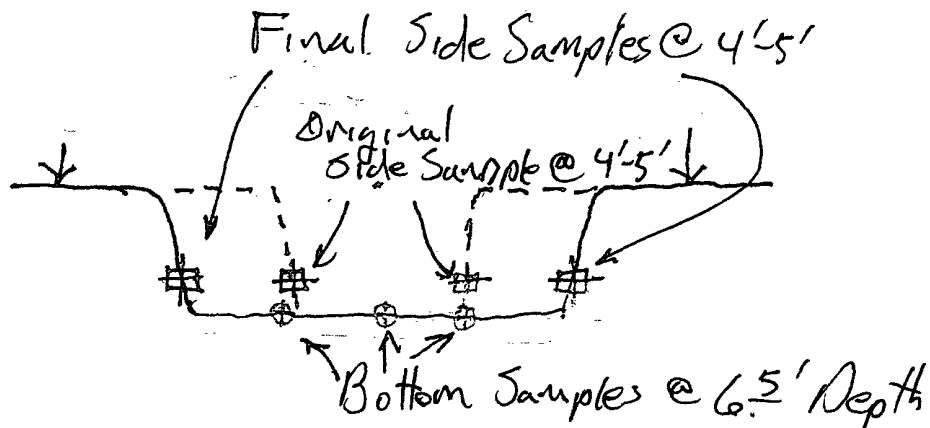 Final Side Samples @ 4'-5'
Original
Side Sample @ 4'-5'
Bottom Samples @ 6.5' Depth